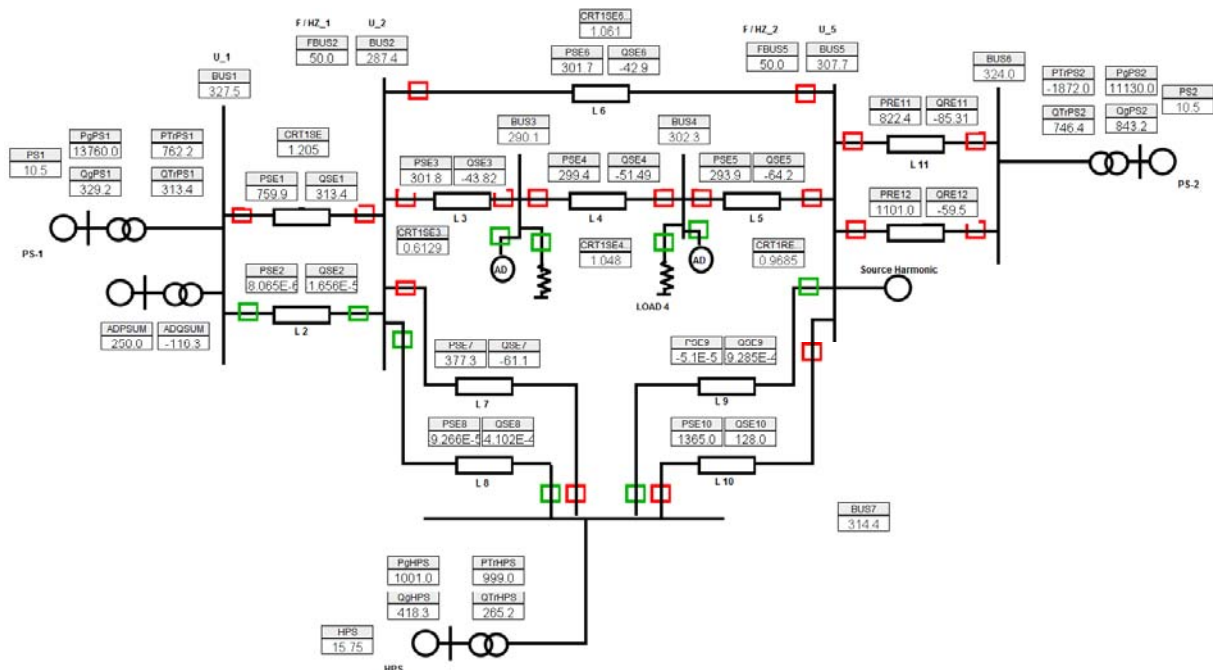 CRT1SE6...
1.061
F / HZ_1
U_2
F / HZ_2
U_5
FBUS2
50.0
BUS2
287.4
PSE6
301.7
QSE6
-42.9
FBUS5
50.0
BUS5
307.7
U_1
BUS1
327.5
L 6
BUS6
324.0
PTrPS2
-1872.0
PgPS2
11130.0
PS2
10.5
QTrPS2
746.4
QgPS2
843.2
PS1
10.5
PgPS1
13760.0
PTrPS1
762.2
QgPS1
329.2
QTrPS1
313.4
CRT1SE
1.205
BUS3
290.1
BUS4
302.3
PRE11
822.4
QRE11
-85.31
L 11
PS-2
PSE1
759.9
QSE1
313.4
PSE3
301.8
QSE3
-43.82
PSE4
299.4
QSE4
-51.49
PSE5
293.9
QSE5
-64.2
PRE12
1101.0
QRE12
-59.5
L 1
L 3
L 4
L 5
L 12
PS-1
CRT1SE3...
0.6129
AD
CRT1SE4...
1.048
AD
CRT1RE...
0.9685
Source Harmonic
LOAD 4
PSE2
8.065E-6
QSE2
1.656E-5
L 2
ADPSUM
250.0
ADQSUM
-116.3
PSE7
377.3
QSE7
-61.1
PSE9
-5.1E-5
QSE9
9.285E-4
L 7
L 9
PSE8
9.266E-5
QSE8
4.102E-4
PSE10
1365.0
QSE10
128.0
L 8
L 10
BUS7
314.4
PgHPS
1001.0
PTrHPS
999.0
QgHPS
418.3
QTrHPS
265.2
HPS
15.75
HPS